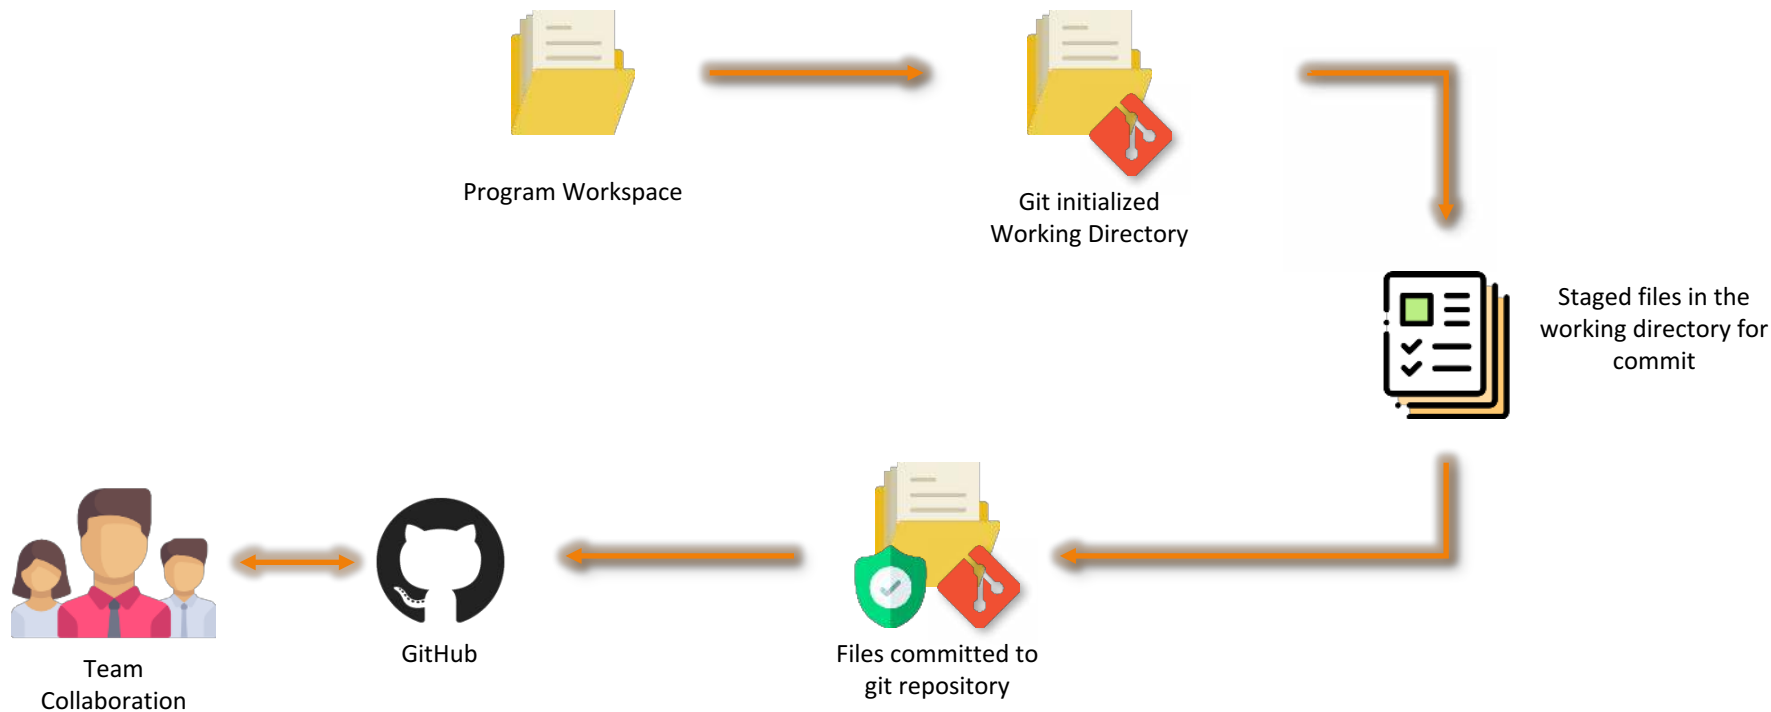 Program Workspace
Git initialized
Working Directory
Staged files in the
working directory for
commit
Files committed to
git repository
GitHub
Team
Collaboration